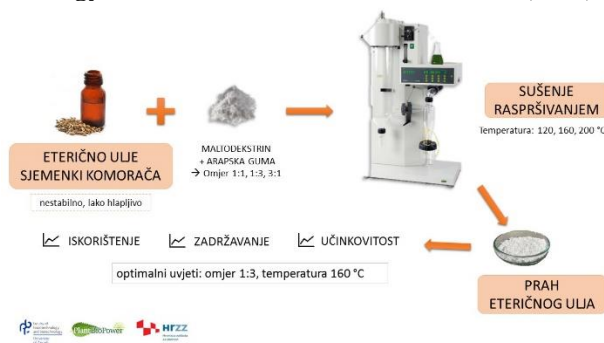 ETERIČNO ULJE
SJEMENKI KOMORAČA
nestabilno, lako hlapljivo
MALTODEKSTRIN
+ ARAPSKA GUMA
→ Omjer 1:1, 1:3, 3:1
SUŠENJE
RASPRŠIVANJEM
Temperatura: 120, 160, 200 °C
PRAH
ETERIČNOG ULJA
ISKORIŠTENJE
ZADRŽAVANJE
UČINKOVITOST
optimalni uvjeti: omjer 1:3, temperatura 160 °C
HRZZ